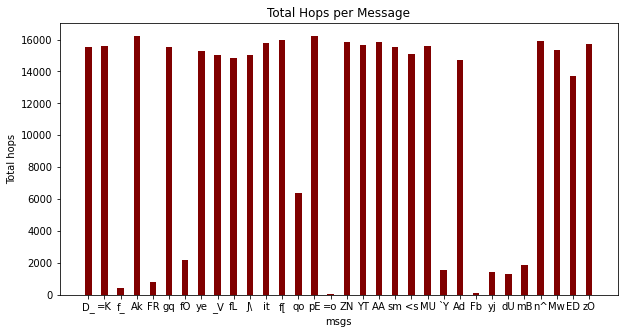 Total Hops per Message
16000
14000
12000
10000
8000
6000
4000
2000
0
Total hops
D_ =K f_ Ak FR gq fO ye _V fL J\ it f[ qo pE =o ZN YT AA sm <s MU `Y Ad Fb yj dU mB n^ Mw ED zO
msgs